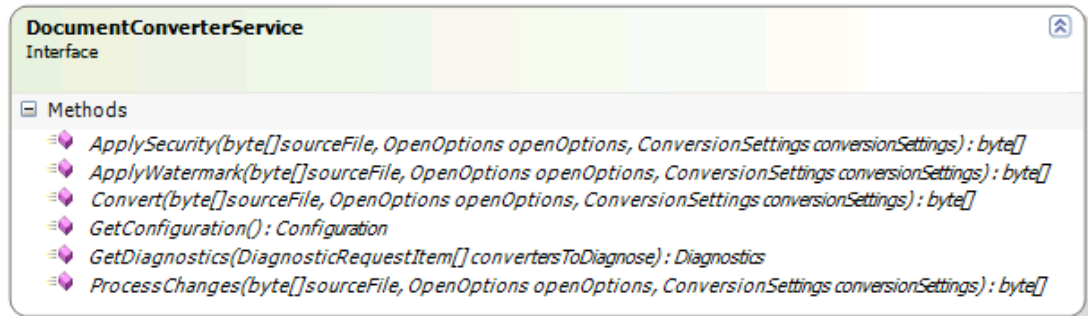 DocumentConverterService
Interface
Methods
ApplySecurity(byte[]sourceFile, OpenOptions openOptions, ConversionSettings conversionSettings) : byte[]
ApplyWatermark(byte[]sourceFile, OpenOptions openOptions, ConversionSettings conversionSettings) : byte[]
Convert(byte[]sourceFile, OpenOptions openOptions, ConversionSettings conversionSettings) : byte[]
GetConfiguration() : Configuration
GetDiagnostics(DiagnosticRequestItem[] convertersToDiagnose) : Diagnostics
ProcessChanges(byte[]sourceFile, OpenOptions openOptions, ConversionSettings conversionSettings) : byte[]